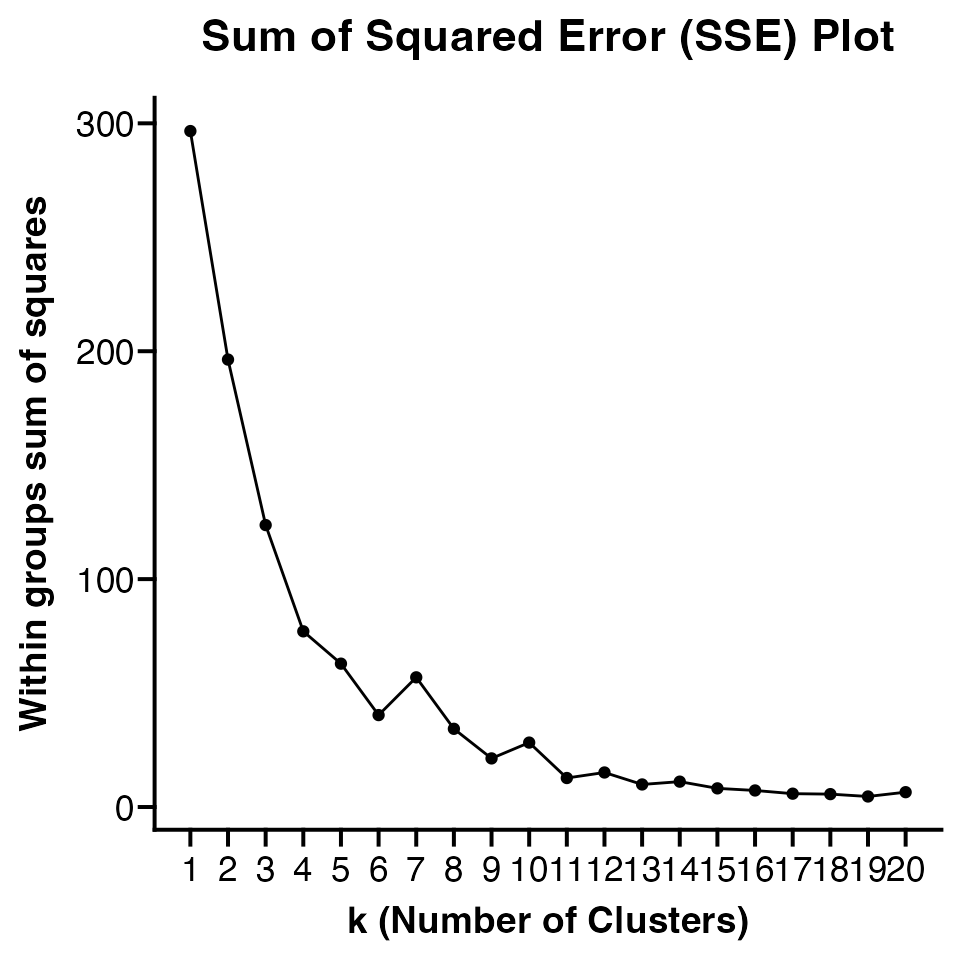 Sum of Squared Error (SSE) Plot
Within groups sum of squares
300
200
100
0
1 2 3 4 5 6 7 8 9 10 11 12 13 14 15 16 17 18 19 20
k (Number of Clusters)